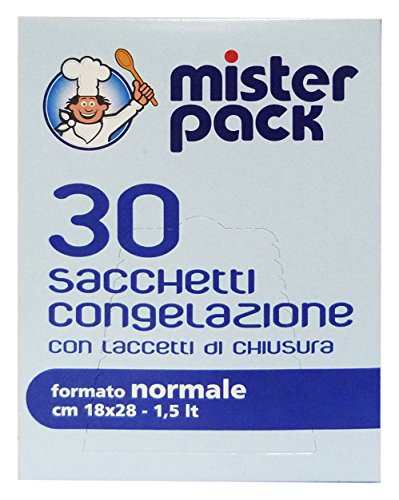 mister
pack
30
sacchetti
congelazione
con laccetti di chiusura
formato normale
cm 18x28 - 1,5 lt